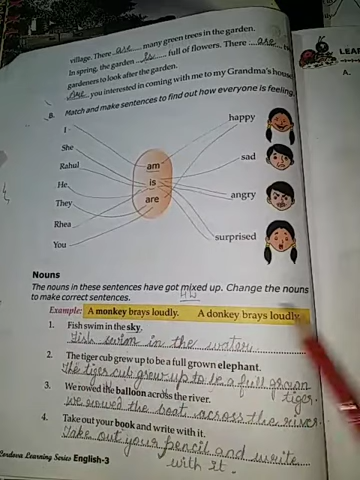 village. There are many green trees in the garden.
In spring, the garden is full of flowers. There are
gardeners to look after the garden.
are you interested in coming with me to my Grandma's house
B. Match and make sentences to find out how everyone is feeling
I
She
Rahul
He
They
Rhea
You
am
is
are
happy
sad
angry
surprised
Nouns
The nouns in these sentences have got mixed up. Change the nouns
to make correct sentences.
HW
Example: A monkey brays loudly. A donkey brays loudly.
1. Fish swim in the sky.
Fish swim in the water.
2. The tiger cub grew up to be a full grown elephant.
The tiger cub grew up to be a full grown
tiger.
3. We rowed the balloon across the river.
we rowed the boat across the river.
4. Take out your book and write with it.
Take out your pencil and write
with it.
Cordova Learning Series English-3
LEA
A.